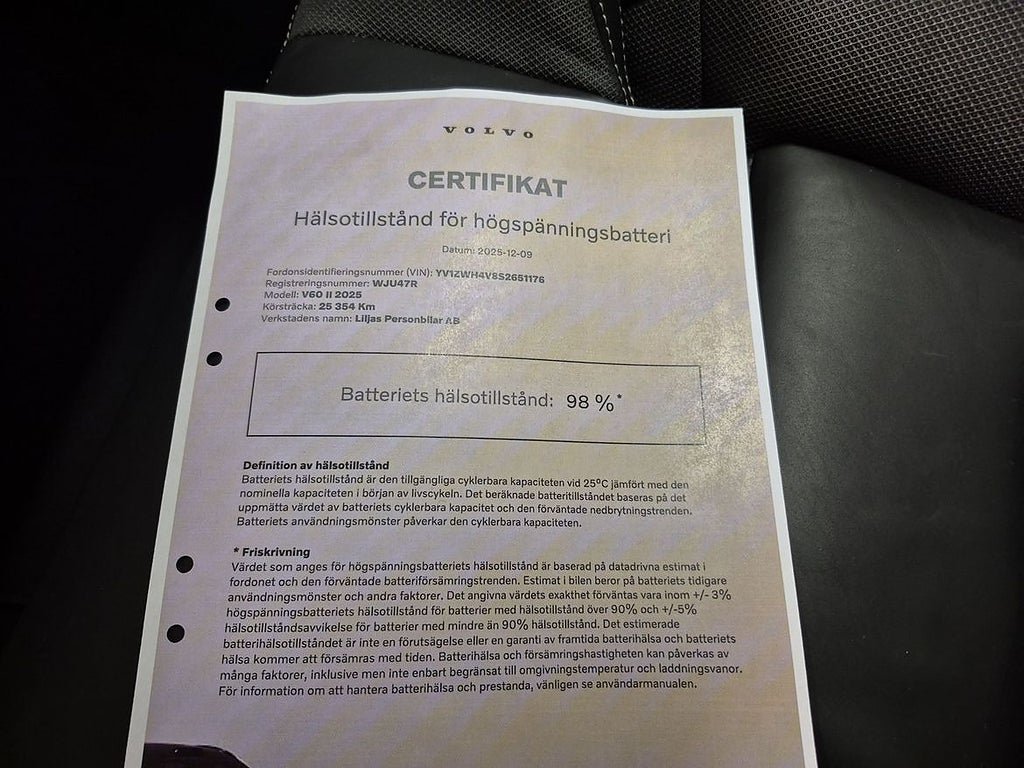 VOLVO
CERTIFIKAT
Hälsotillstånd för högspänningsbatteri
Datum: 2025-12-09
Fordonsidentifieringsnummer (VIN): YV1ZWH4V8S2651176
Registreringsnummer: WJU47R
Modell: V60 II 2025
Körsträcka: 25 354 Km
Verkstadens namn: Liljas Personbilar AB
Batteriets hälsotillstånd: 98 %*
Definition av hälsotillstånd
Batteriets hälsotillstånd är den tillgängliga cyklerbara kapaciteten vid 25°C jämfört med den
nominella kapaciteten i början av livscykeln. Det beräknade batteritillståndet baseras på det
uppmätta värdet av batteriets cyklerbara kapacitet och den förväntade nedbrytningstrenden.
Batteriets användningsmönster påverkar den cyklerbara kapaciteten.
* Friskrivning
Värdet som anges för högspänningsbatteriets hälsotillstånd är baserad på datadrivna estimat i
fordonet och den förväntade batteriförsämringstrenden. Estimat i bilen beror på batteriets tidigare
användningsmönster och andra faktorer. Det angivna värdets exakthet förväntas vara inom +/- 3%
högspänningsbatteriets hälsotillstånd för batterier med hälsotillstånd över 90% och +/-5%
hälsotillståndsavvikelse för batterier med mindre än 90% hälsotillstånd. Det estimerade
batterihälsotillståndet är inte en förutsägelse eller en garanti av framtida batterihälsa och batteriets
hälsa kommer att försämras med tiden. Batterihälsa och försämringshastigheten kan påverkas av
många faktorer, inklusive men inte enbart begränsat till omgivningstemperatur och laddningsvanor.
För information om att hantera batterihälsa och prestanda, vänligen se användarmanualen.